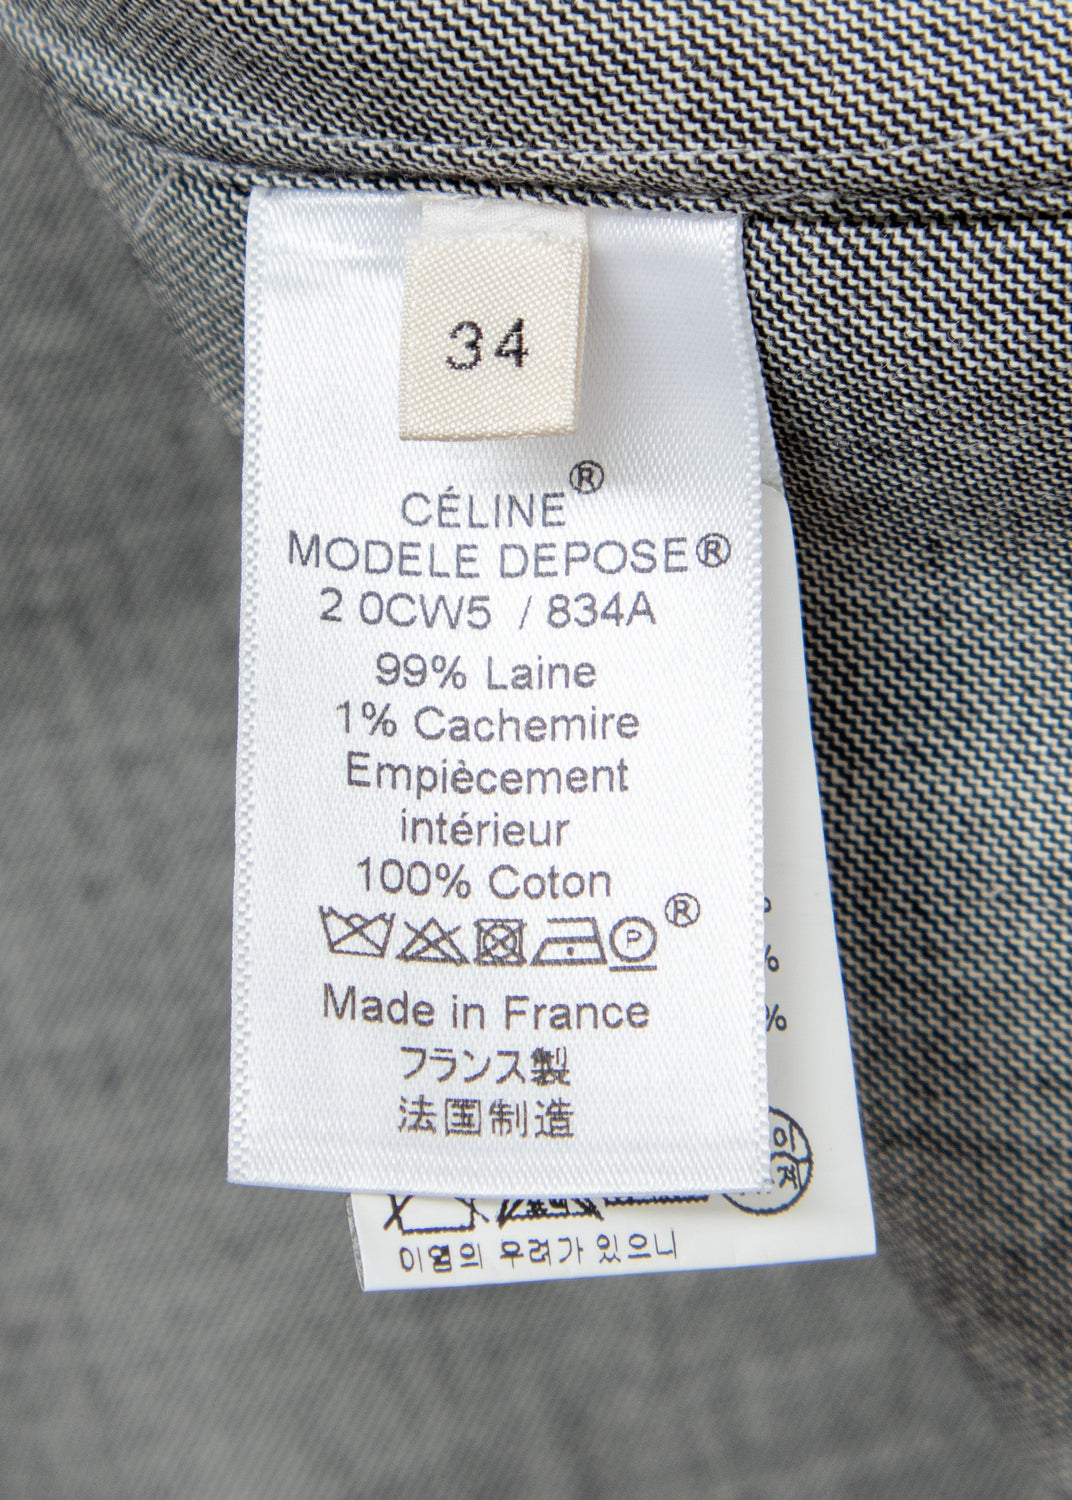 34
CÉLINE®
MODELE DEPOSE®
2 0CW5 / 834A
99% Laine
1% Cachemire
Empiècement
intérieur
100% Coton
P ®
Made in France
フランス製
法国制造
%
%
이염의 우려가 있으니